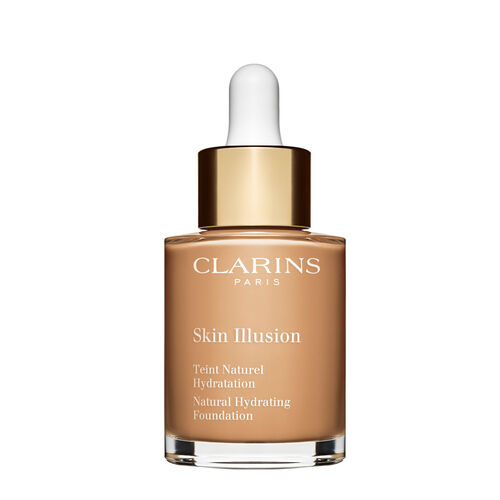 CLARINS
PARIS
Skin Illusion
Teint Naturel
Hydratation
Natural Hydrating
Foundation